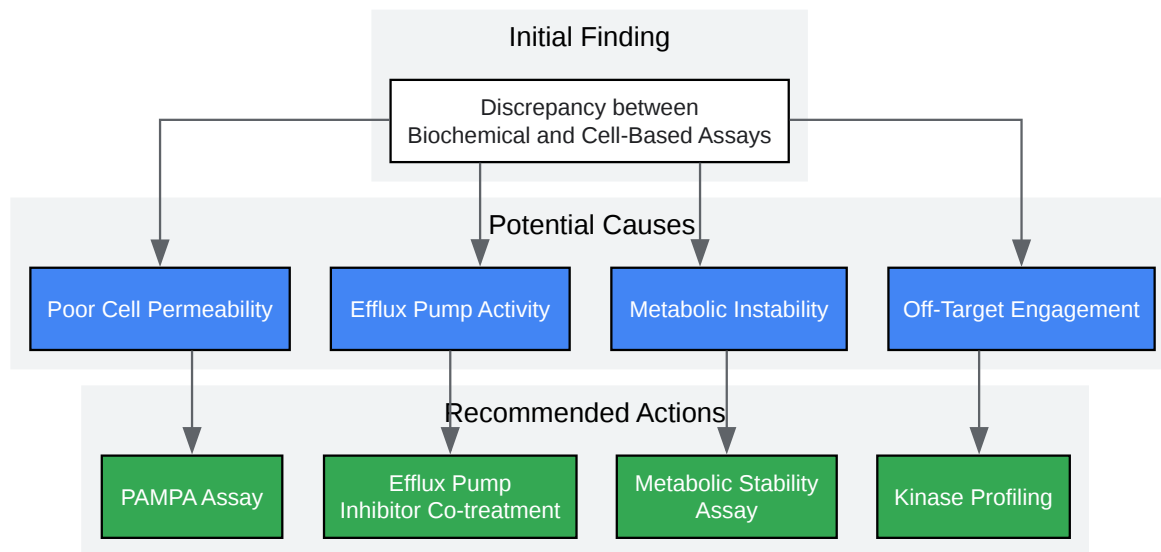 Initial Finding
Discrepancy between
Biochemical and Cell-Based Assays
Potential Causes
Poor Cell Permeability
Efflux Pump Activity
Metabolic Instability
Off-Target Engagement
Recommended Actions
PAMPA Assay
Efflux Pump
Inhibitor Co-treatment
Metabolic Stability
Assay
Kinase Profiling